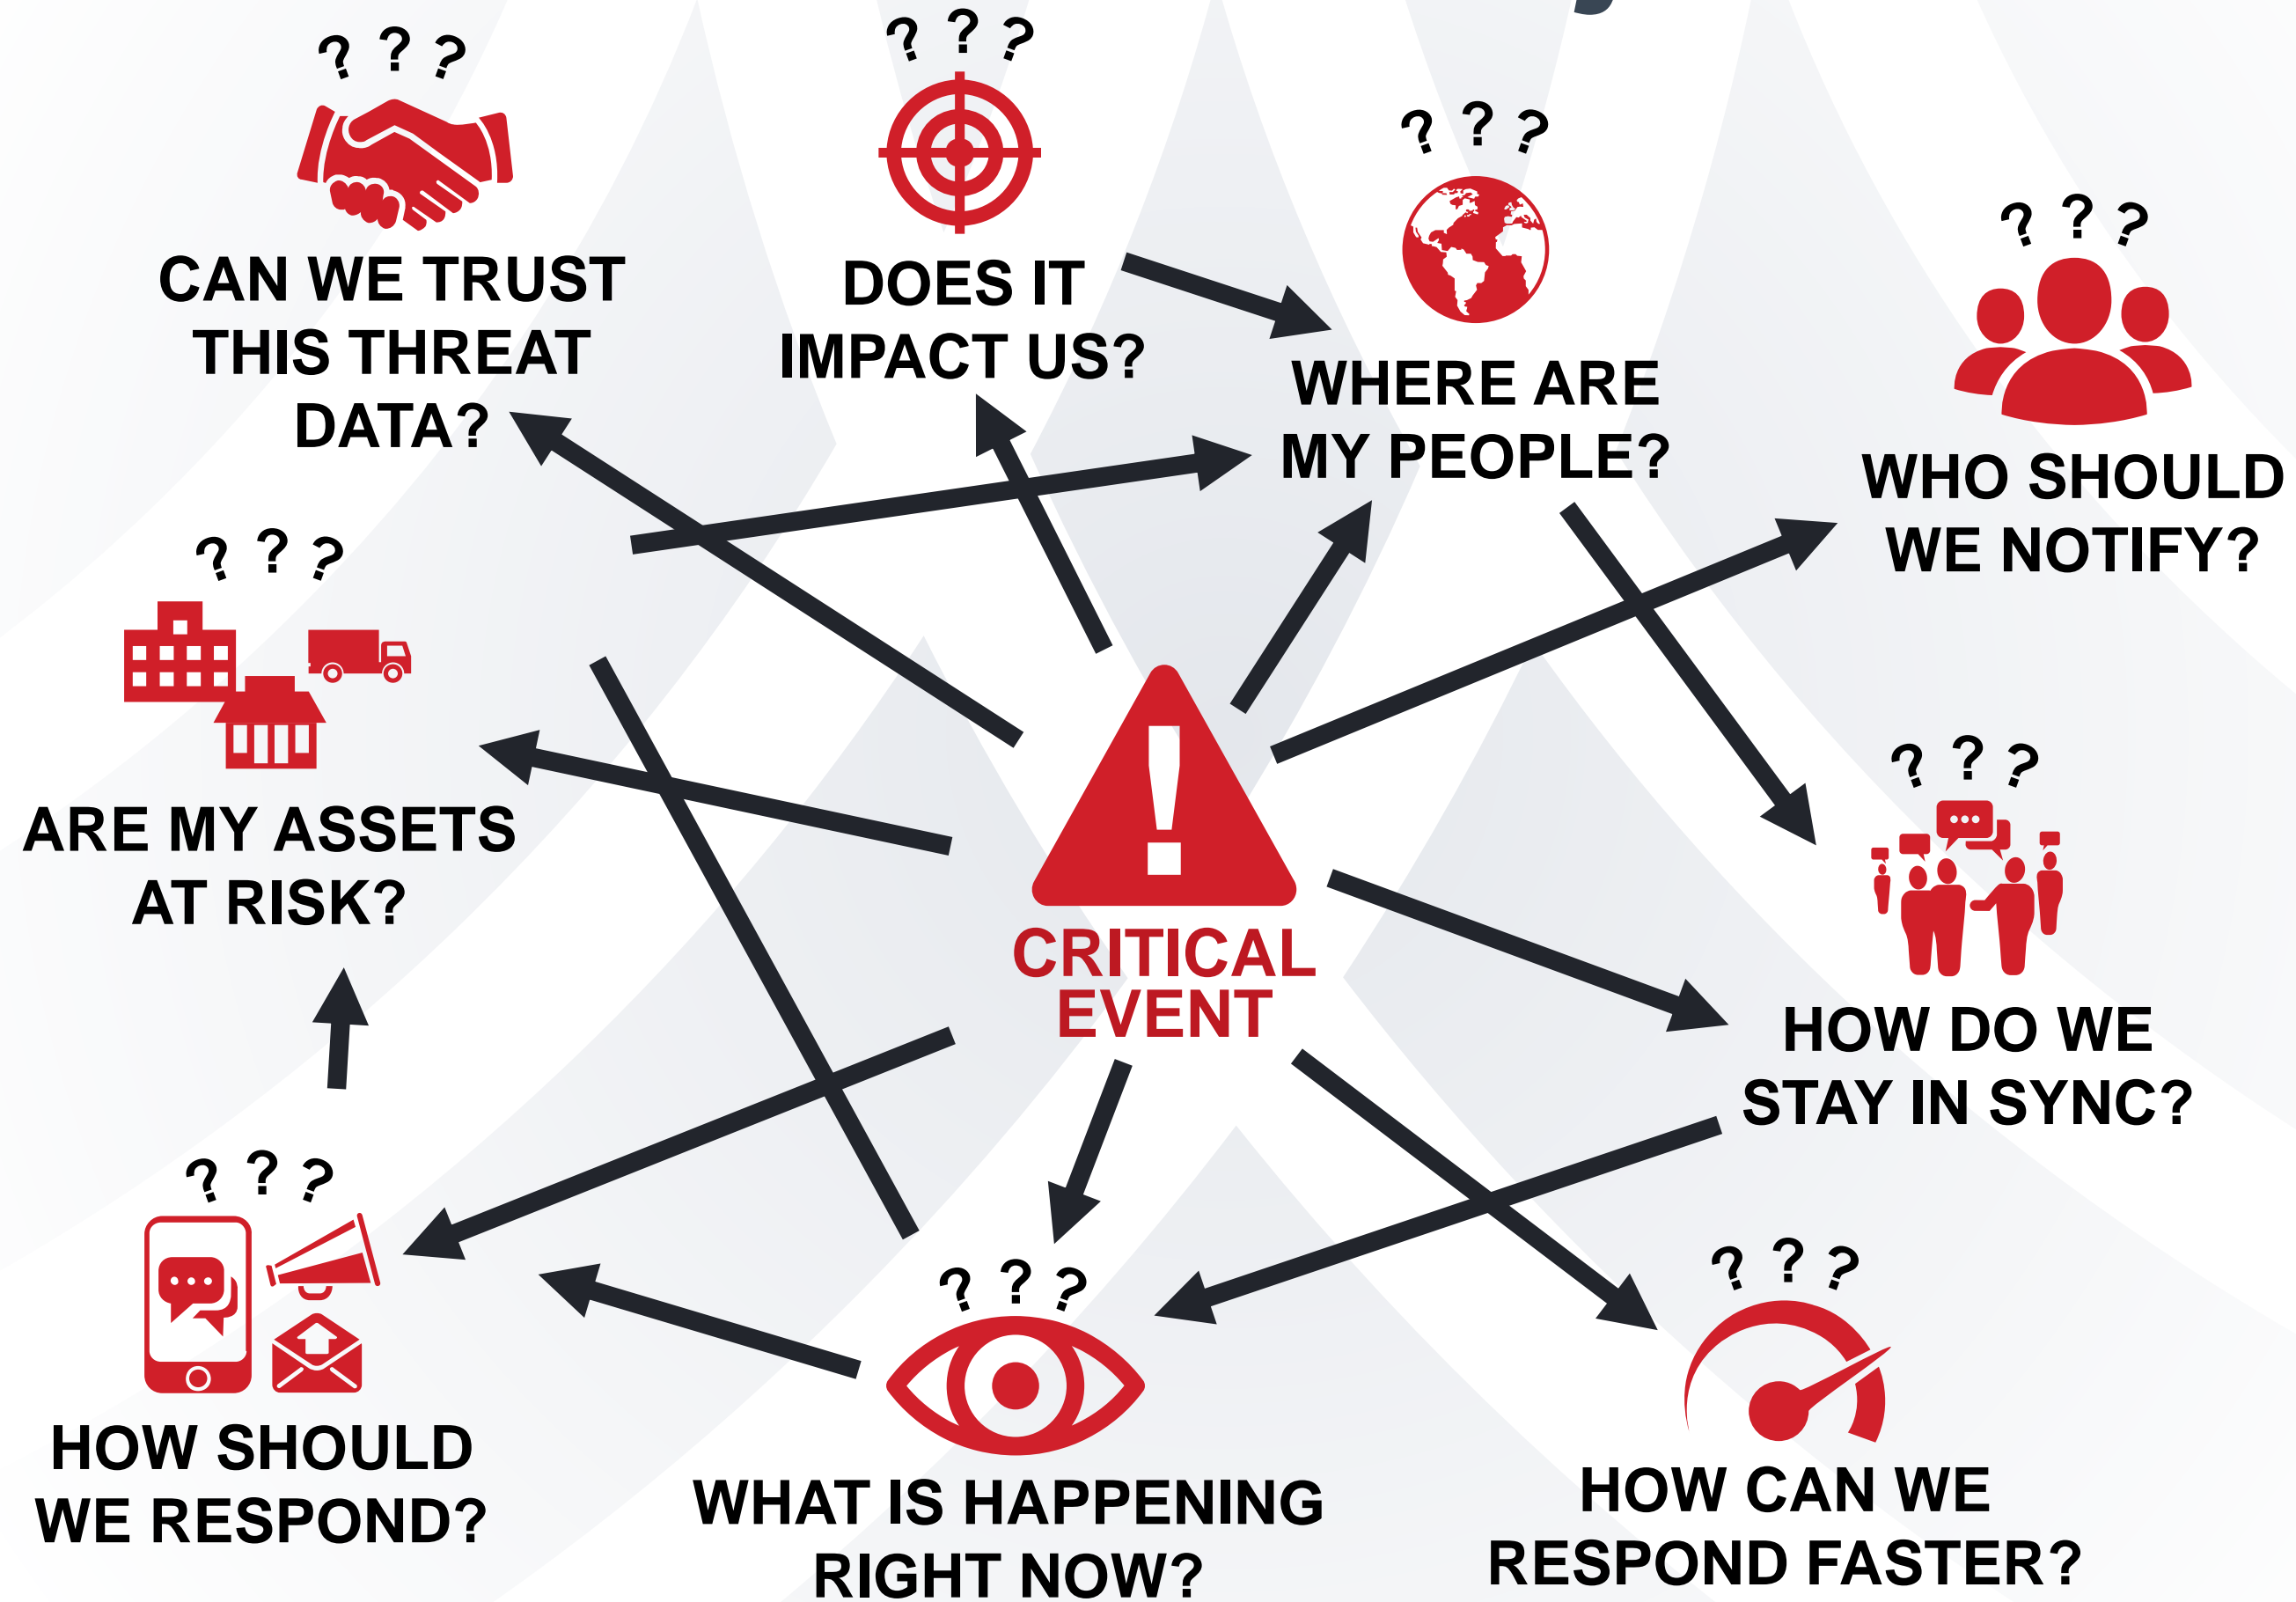 ? ? ?
CAN WE TRUST
THIS THREAT
DATA?
? ? ?
DOES IT
IMPACT US?
? ? ?
WHERE ARE
MY PEOPLE?
? ? ?
WHO SHOULD
WE NOTIFY?
? ? ?
ARE MY ASSETS
AT RISK?
!
CRITICAL
EVENT
? ? ?
HOW DO WE
STAY IN SYNC?
? ? ?
HOW SHOULD
WE RESPOND?
? ? ?
WHAT IS HAPPENING
RIGHT NOW?
? ? ?
HOW CAN WE
RESPOND FASTER?